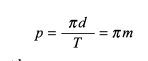 p = πd / T = πm